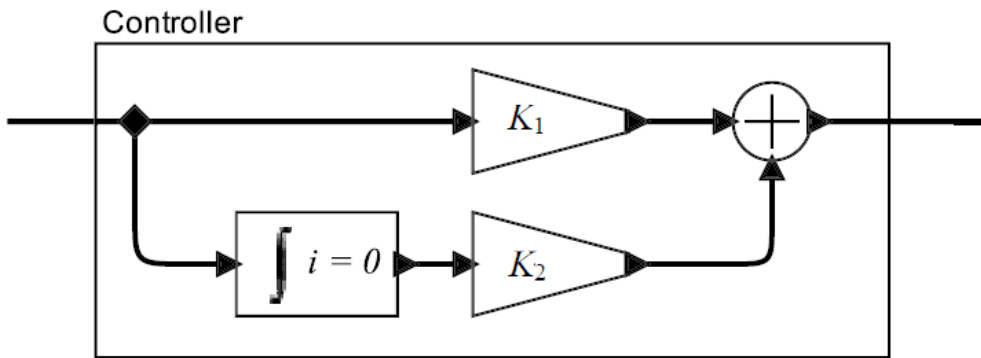 Controller
K₁
∫ i = 0
K₂